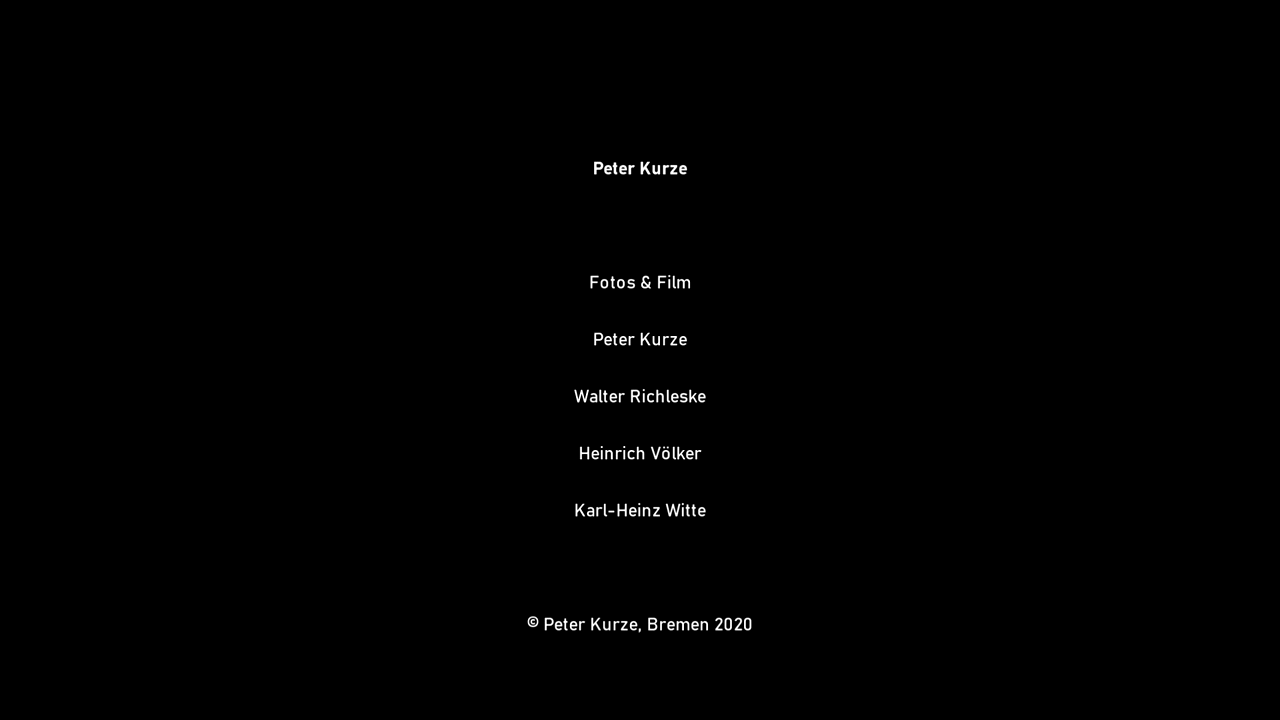 Peter Kurze
Fotos & Film
Peter Kurze
Walter Richleske
Heinrich Völker
Karl-Heinz Witte
© Peter Kurze, Bremen 2020